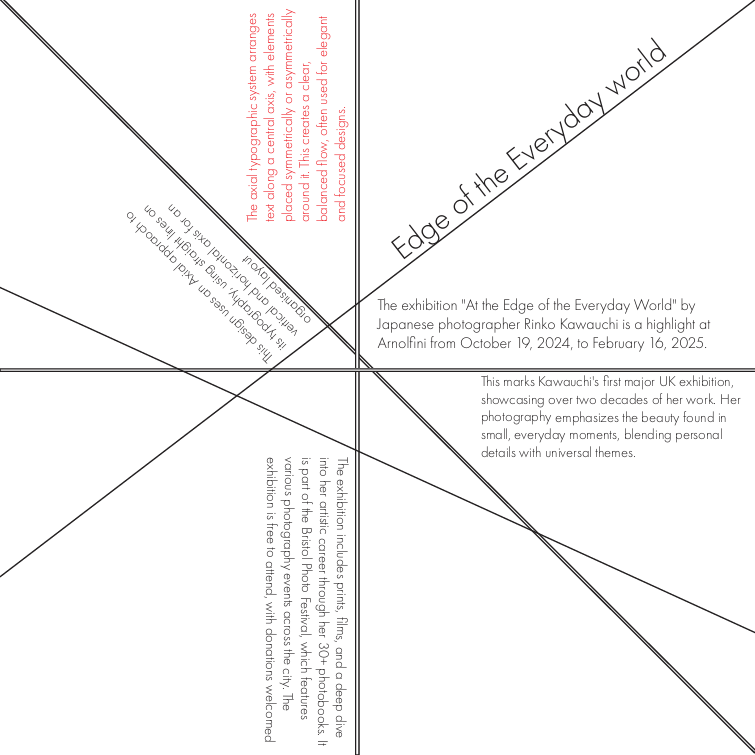 The axial typographic system arranges
text along a central axis, with elements
placed symmetrically or asymmetrically
around it. This creates a clear,
balanced flow, often used for elegant
and focused designs.
Edge of the Everyday world
This design uses an Axial approach to
its typography, using straight lines on
vertical and horizontal axis for an
organised layout
The exhibition "At the Edge of the Everyday World" by
Japanese photographer Rinko Kawauchi is a highlight at
Arnolfini from October 19, 2024, to February 16, 2025.
This marks Kawauchi's first major UK exhibition,
showcasing over two decades of her work. Her
photography emphasizes the beauty found in
small, everyday moments, blending personal
details with universal themes.
The exhibition includes prints, films, and a deep dive
into her artistic career through her 30+ photobooks. It
is part of the Bristol Photo Festival, which features
various photography events across the city. The
exhibition is free to attend, with donations welcomed